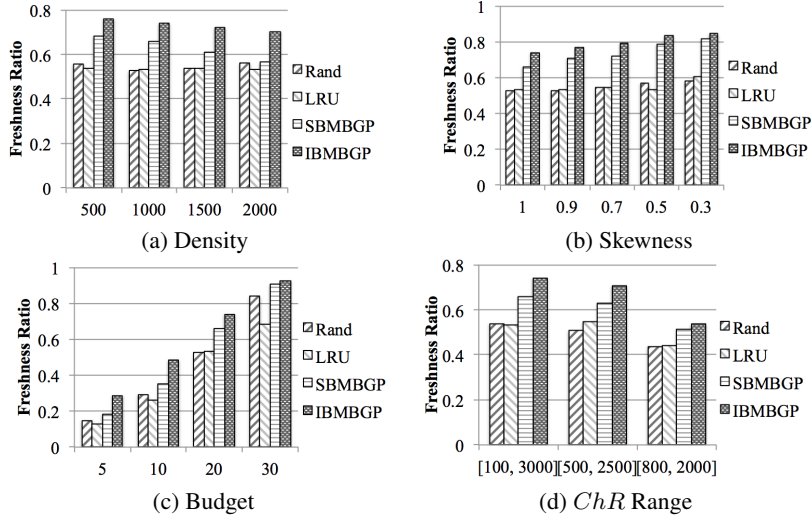 Freshness Ratio
0.8
0.6
0.4
0.2
0
500 1000 1500 2000
Rand
LRU
SBMBGP
IBMBGP
(a) Density
Freshness Ratio
1
0.8
0.6
0.4
0.2
0
1 0.9 0.7 0.5 0.3
Rand
LRU
SBMBGP
IBMBGP
(b) Skewness
Freshness Ratio
1
0.8
0.6
0.4
0.2
0
5 10 20 30
Rand
LRU
SBMBGP
IBMBGP
(c) Budget
Freshness Ratio
0.8
0.6
0.4
0.2
0
[100, 3000][500, 2500][800, 2000]
Rand
LRU
SBMBGP
IBMBGP
(d) ChR Range